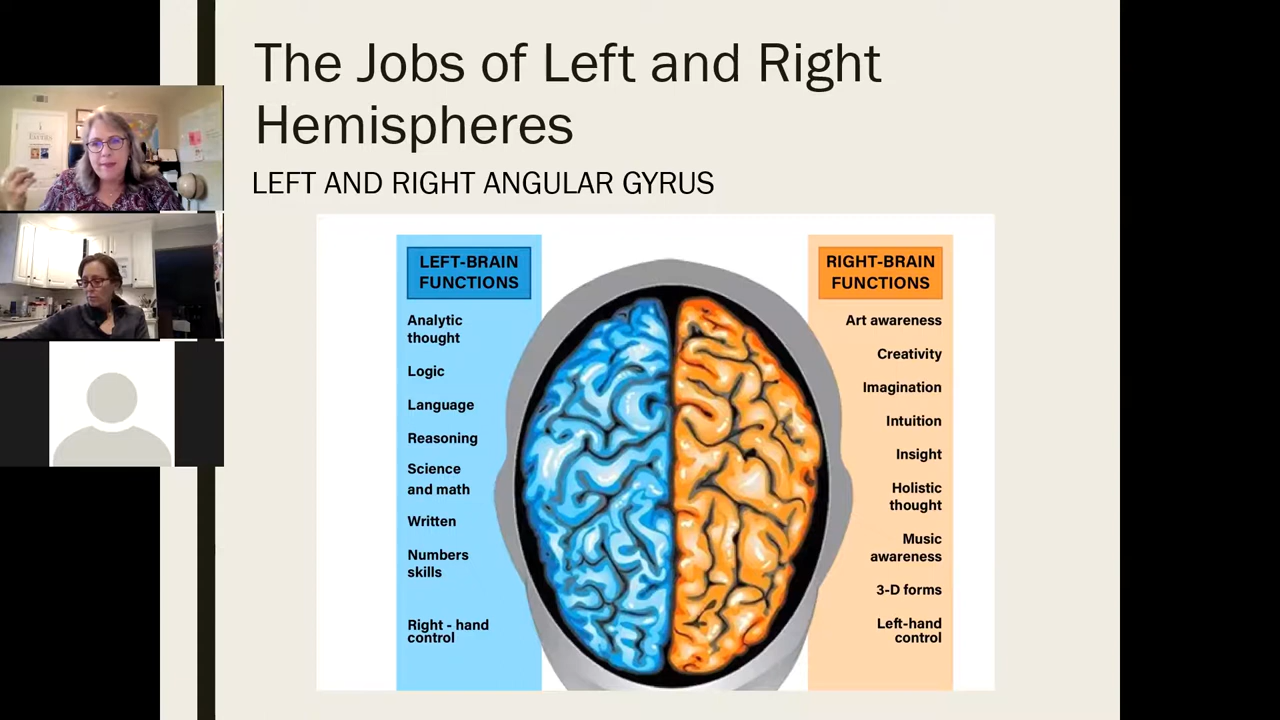 The Jobs of Left and Right
Hemispheres
LEFT AND RIGHT ANGULAR GYRUS
LEFT-BRAIN
FUNCTIONS
Analytic
thought
Logic
Language
Reasoning
Science
and math
Written
Numbers
skills
Right - hand
control
RIGHT-BRAIN
FUNCTIONS
Art awareness
Creativity
Imagination
Intuition
Insight
Holistic
thought
Music
awareness
3-D forms
Left-hand
control